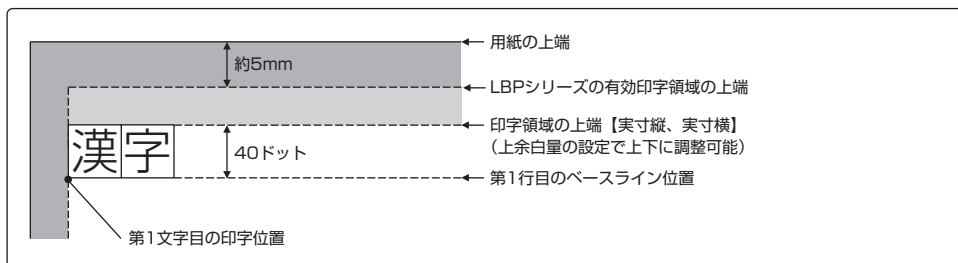 用紙の上端
約5mm
LBPシリーズの有効印字領域の上端
印字領域の上端【実寸縦、実寸横】
(上余白量の設定で上下に調整可能)
漢字
40ドット
第1行目のベースライン位置
第1文字目の印字位置